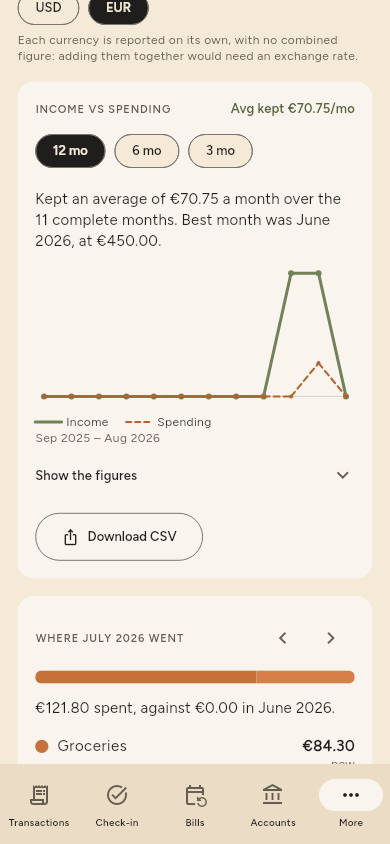 USD
EUR
Each currency is reported on its own, with no combined
figure: adding them together would need an exchange rate.
INCOME VS SPENDING
Avg kept €70.75/mo
12 mo
6 mo
3 mo
Kept an average of €70.75 a month over the
11 complete months. Best month was June
2026, at €450.00.
Income
Spending
Sep 2025 – Aug 2026
Show the figures
Download CSV
WHERE JULY 2026 WENT
€121.80 spent, against €0.00 in June 2026.
Groceries
€84.30
Transactions
Check-in
Bills
Accounts
More